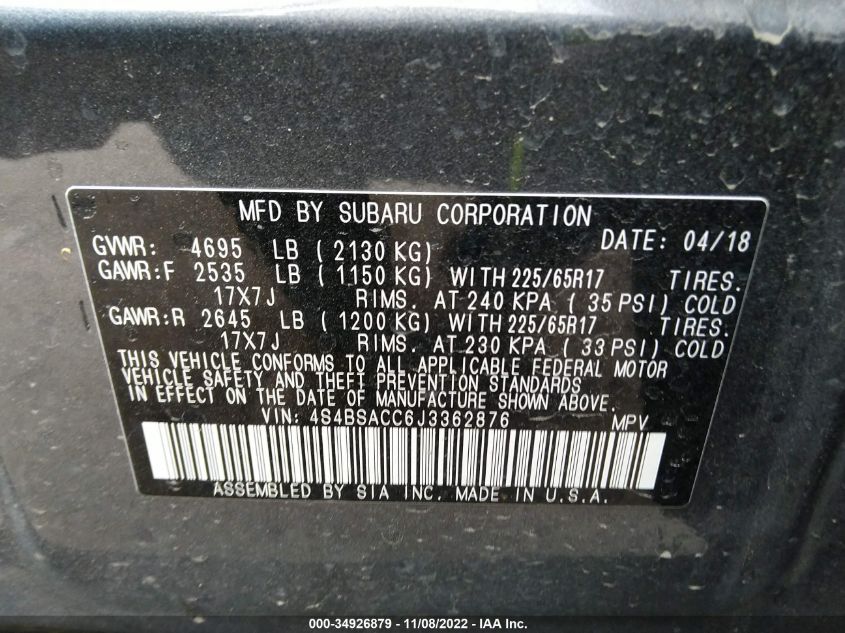 MFD BY SUBARU CORPORATION
GVWR: 4695 LB ( 2130 KG) DATE: 04/18
GAWR:F 2535 LB ( 1150 KG) WITH 225/65R17 TIRES.
17X7J RIMS. AT 240 KPA ( 35 PSI) COLD
GAWR:R 2645 LB ( 1200 KG) WITH 225/65R17 TIRES.
17X7J RIMS. AT 230 KPA ( 33 PSI) COLD
THIS VEHICLE CONFORMS TO ALL APPLICABLE FEDERAL MOTOR
VEHICLE SAFETY AND THEFT PREVENTION STANDARDS
IN EFFECT ON THE DATE OF MANUFACTURE SHOWN ABOVE.
VIN: 4S4BSACC6J3362876 MPV
ASSEMBLED BY SIA INC. MADE IN U.S.A.
000-34926879 - 11/08/2022 - IAA Inc.